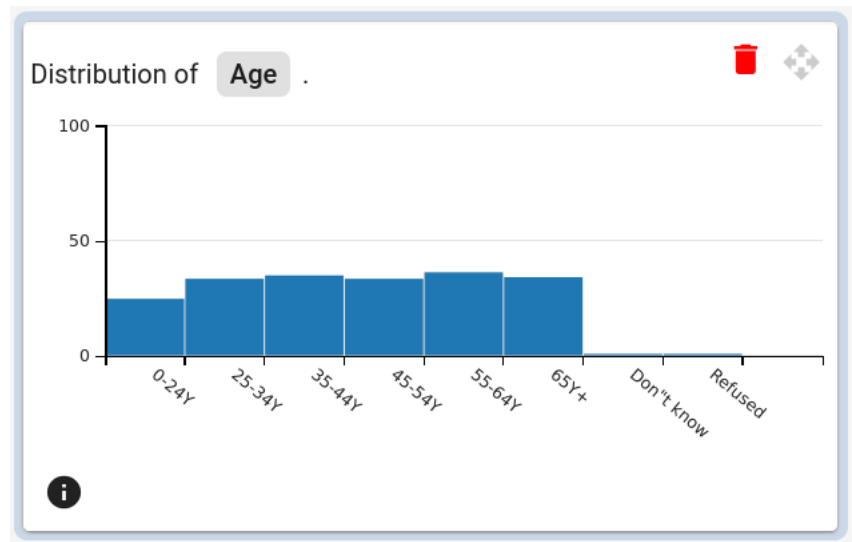 Distribution of Age .
100
50
0
0-24Y
25-34Y
35-44Y
45-54Y
55-64Y
65Y+
Don"t know
Refused
i